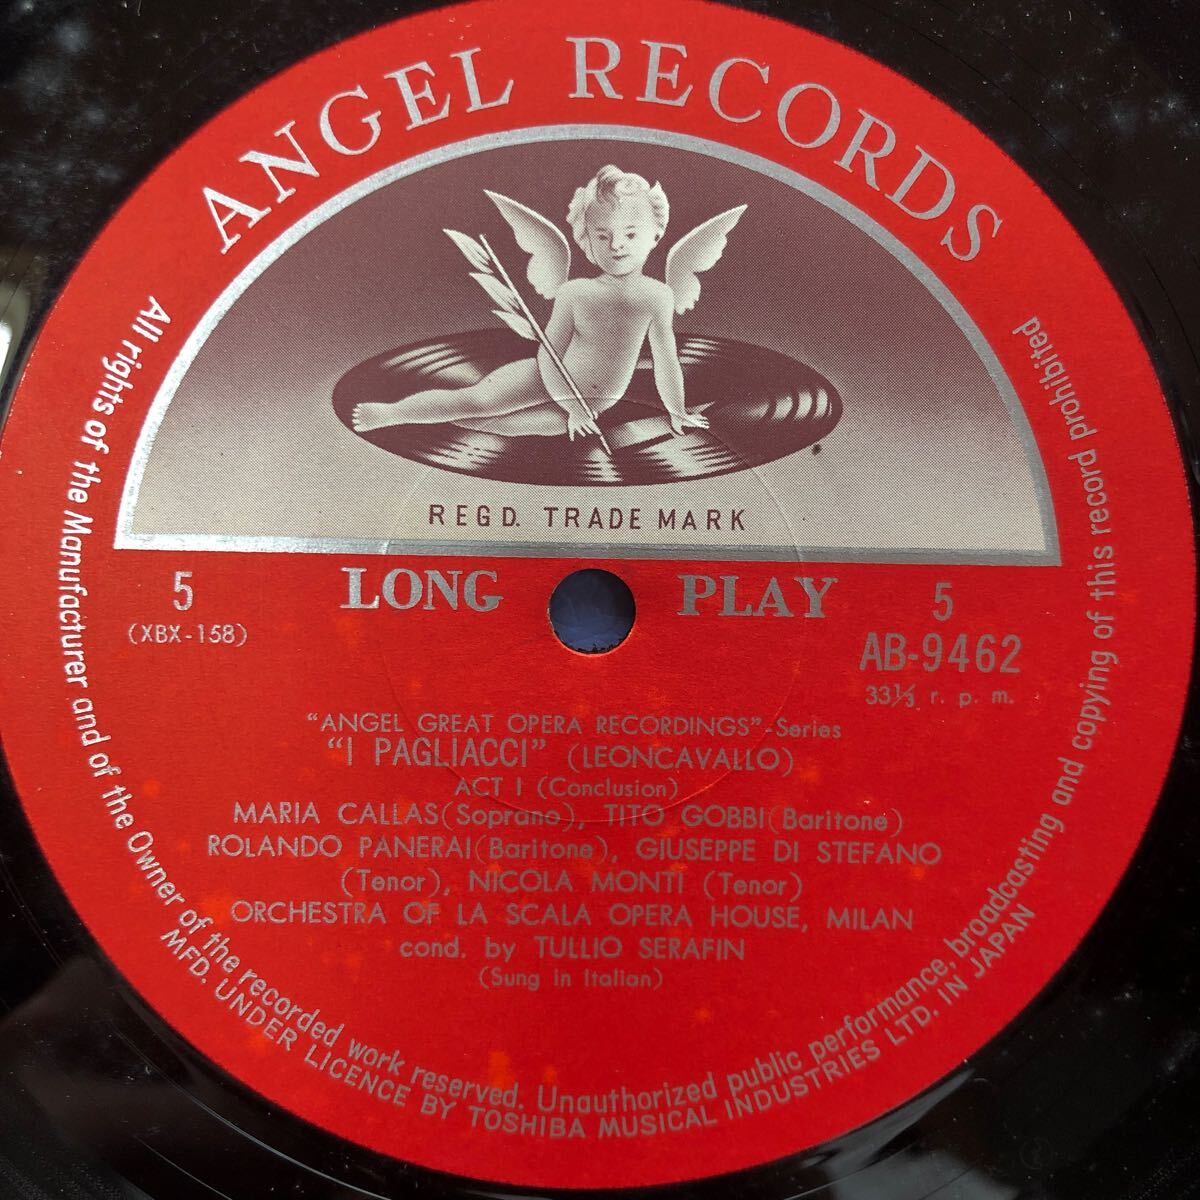 ANGEL RECORDS
REGD. TRADE MARK
5 LONG PLAY 5
(XBX-158)
AB-9462
33⅓ r. p. m.
"ANGEL GREAT OPERA RECORDINGS"-Series
"I PAGLIACCI" (LEONCAVALLO)
ACT I (Conclusion)
MARIA CALLAS(Soprano), TITO GOBBI(Baritone)
ROLANDO PANERAI(Baritone), GIUSEPPE DI STEFANO
(Tenor), NICOLA MONTI (Tenor)
ORCHESTRA OF LA SCALA OPERA HOUSE, MILAN
cond. by TULLIO SERAFIN
(Sung in Italian)
All rights of the Manufacturer and of the Owner of the recorded work reserved. Unauthorized public performance, broadcasting and copying of this record prohibited
MFD. UNDER LICENCE BY TOSHIBA MUSICAL INDUSTRIES LTD. IN JAPAN